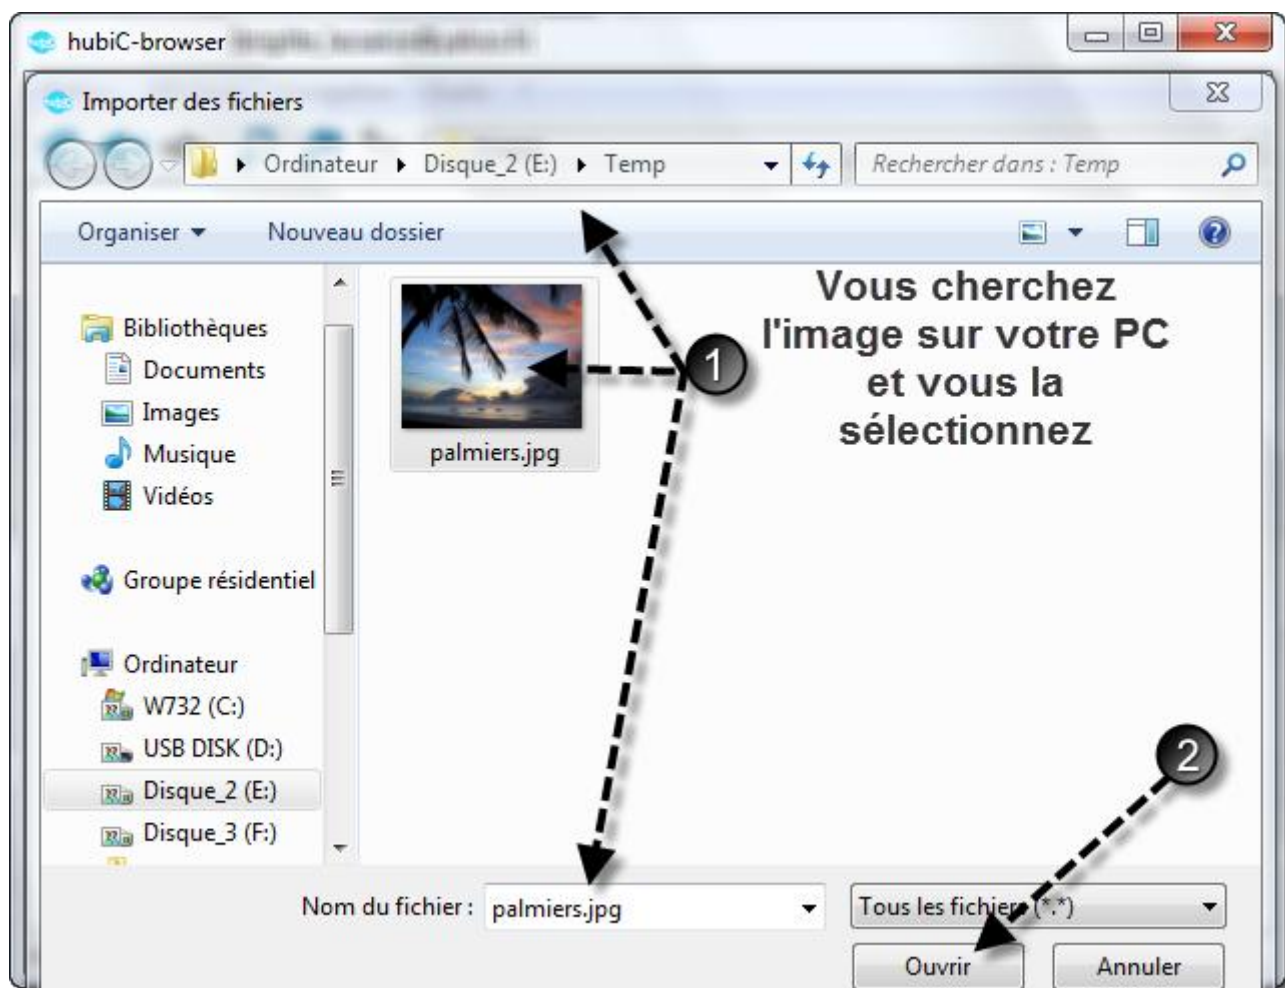 hubiC-browser
Importer des fichiers
Ordinateur Disque_2 (E:) Temp
Rechercher dans : Temp
Organiser Nouveau dossier
Vous cherchez
l'image sur votre PC
et vous la
sélectionnez
1
palmiers.jpg
Bibliothèques
Documents
Images
Musique
Vidéos
Groupe résidentiel
Ordinateur
W732 (C:)
USB DISK (D:)
Disque_2 (E:)
Disque_3 (F:)
2
Nom du fichier : palmiers.jpg
Tous les fichiers (*.*)
Ouvrir Annuler